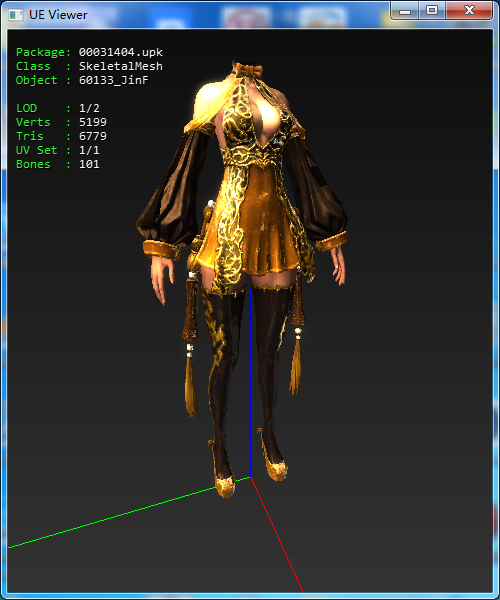 UE Viewer
Package: 00031404.upk
Class : SkeletalMesh
Object : 60133_JinF
LOD : 1/2
Verts : 5199
Tris : 6779
UV Set : 1/1
Bones : 101